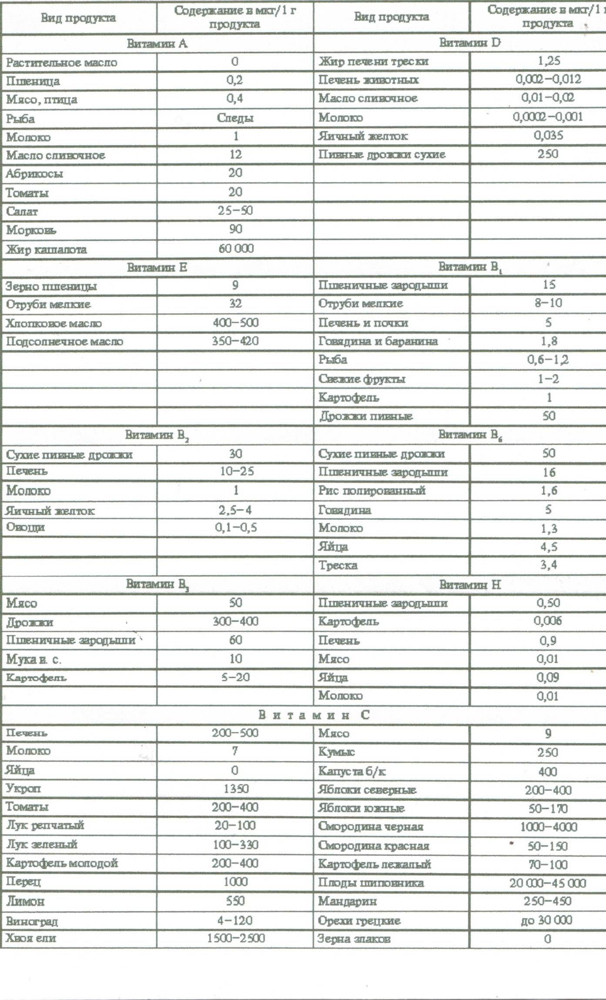 Вид продукта Содержание в мкг/1 г продукта Вид продукта Содержание в мкг/1 г продукта
Витамин А Витамин D
Растительное масло 0 Жир печени трески 1,25
Пшеница 0,2 Печень животных 0,002–0,012
Мясо, птица 0,4 Масло сливочное 0,01–0,02
Рыба Следы Молоко 0,0002–0,001
Молоко 1 Яичный желток 0,035
Масло сливочное 12 Пивные дрожжи сухие 250
Абрикосы 20
Томаты 20
Салат 25–50
Морковь 90
Жир кашалота 60 000
Витамин Е Витамин B₁
Зерно пшеницы 9 Пшеничные зародыши 15
Отруби мелкие 32 Отруби мелкие 8–10
Хлопковое масло 400–500 Печень и почки 5
Подсолнечное масло 350–420 Говядина и баранина 1,8
Рыба 0,6–1,2
Свежие фрукты 1–2
Картофель 1
Дрожжи пивные 50
Витамин B₂ Витамин B₆
Сухие пивные дрожжи 30 Сухие пивные дрожжи 50
Печень 10–25 Пшеничные зародыши 16
Молоко 1 Рис полированный 1,6
Яичный желток 2,5–4 Говядина 5
Овощи 0,1–0,5 Молоко 1,3
Яйца 4,5
Треска 3,4
Витамин B₃ Витамин Н
Мясо 50 Пшеничные зародыши 0,50
Дрожжи 300–400 Картофель 0,006
Пшеничные зародыши 60 Печень 0,9
Мука в. с. 10 Мясо 0,01
Картофель 5–20 Яйца 0,09
Молоко 0,01
Витамин С
Печень 200–500 Мясо 9
Молоко 7 Кумыс 250
Яйца 0 Капуста б/к 400
Укроп 1350 Яблоки северные 200–400
Томаты 200–400 Яблоки южные 50–170
Лук репчатый 20–100 Смородина черная 1000–4000
Лук зеленый 100–330 Смородина красная 50–150
Картофель молодой 200–400 Картофель лежалый 70–100
Перец 1000 Плоды шиповника 20 000–45 000
Лимон 550 Мандарин 250–450
Виноград 4–120 Орехи грецкие до 30 000
Хвоя ели 1500–2500 Зерна злаков 0